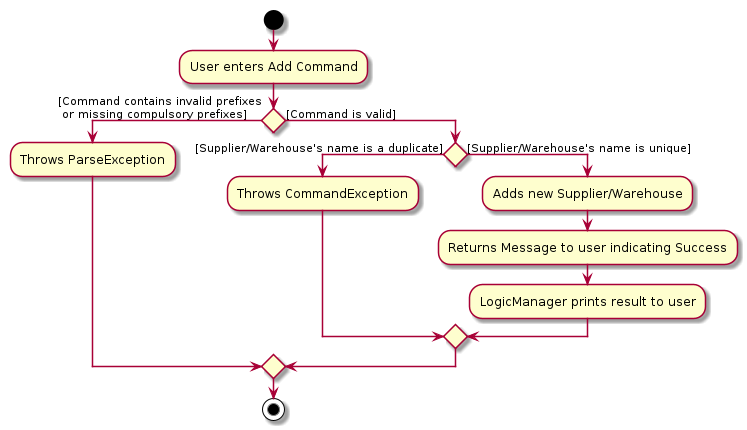 User enters Add Command
[Command contains invalid prefixes
or missing compulsory prefixes]
[Command is valid]
Throws ParseException
[Supplier/Warehouse's name is a duplicate]
[Supplier/Warehouse's name is unique]
Throws CommandException
Adds new Supplier/Warehouse
Returns Message to user indicating Success
LogicManager prints result to user